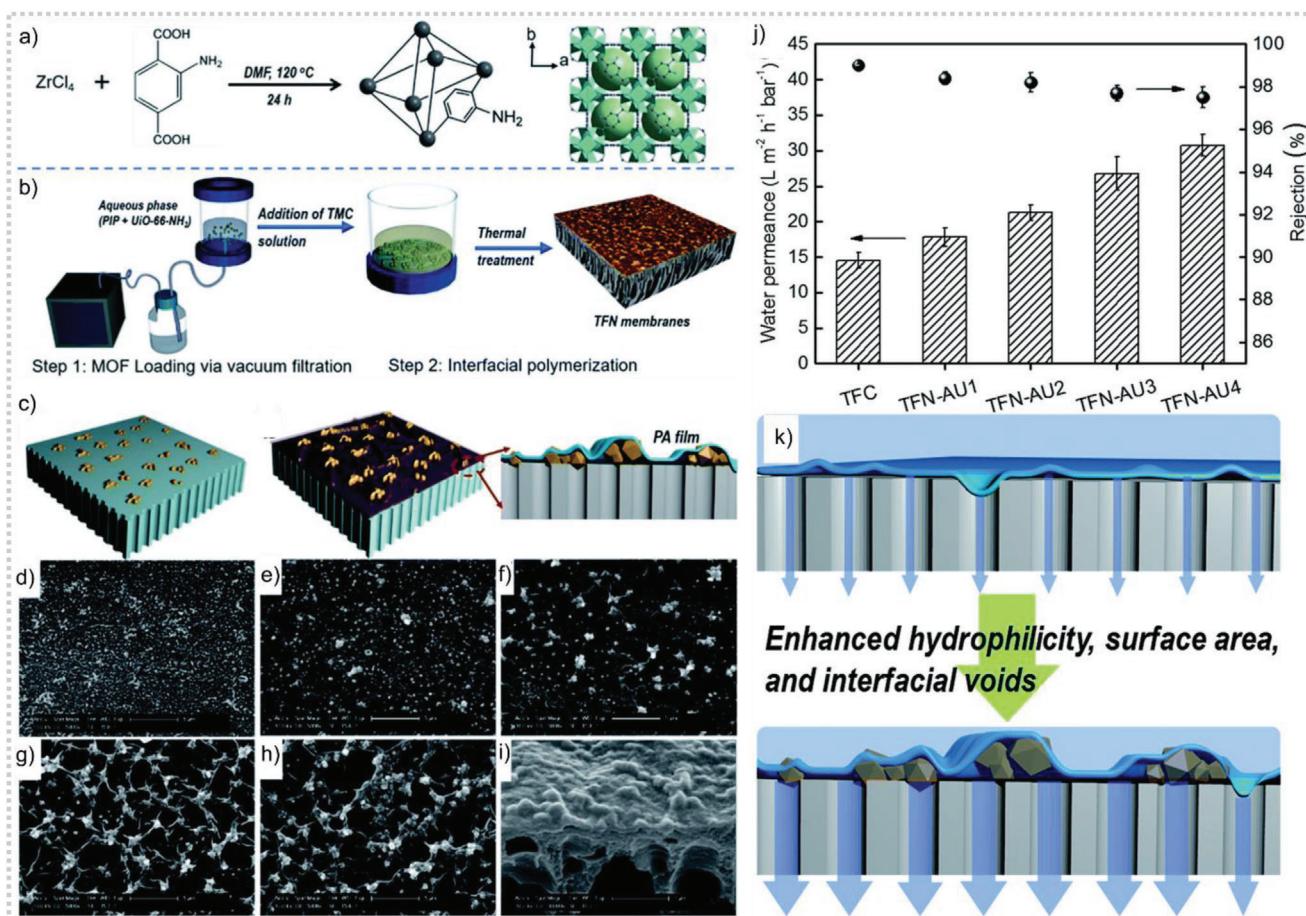 a)
COOH
NH2
ZrCl4
+
COOH
DMF, 120 °C
24 h
NH2
b
a
b)
Aqueous phase
(PIP + UiO-66-NH2)
Addition of TMC
solution
Thermal
treatment
TFN membranes
Step 1: MOF Loading via vacuum filtration
Step 2: Interfacial polymerization
c)
PA film
d)
e)
f)
g)
h)
i)
j)
Water permeance (L m-2 h-1 bar-1)
45
40
35
30
25
20
15
10
5
0
100
98
96
94
92
90
88
86
Rejection (%)
TFC
TFN-AU1
TFN-AU2
TFN-AU3
TFN-AU4
k)
Enhanced hydrophilicity, surface area,
and interfacial voids